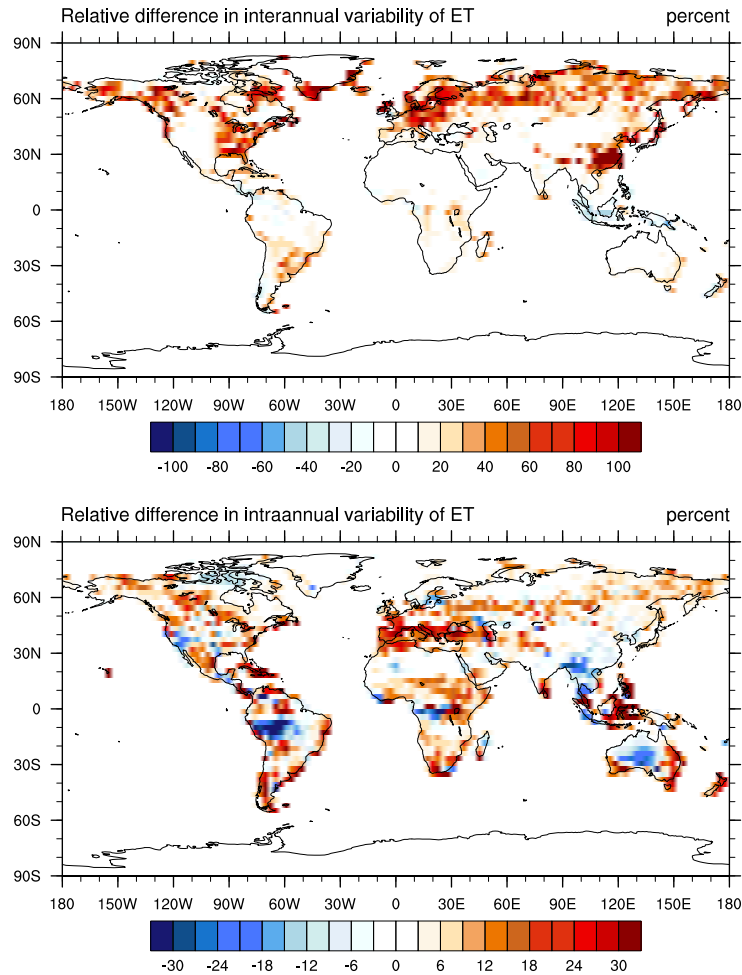 Relative difference in interannual variability of ET percent
90N
60N
30N
0
30S
60S
90S
180 150W 120W 90W 60W 30W 0 30E 60E 90E 120E 150E 180
-100 -80 -60 -40 -20 0 20 40 60 80 100
Relative difference in intraannual variability of ET percent
90N
60N
30N
0
30S
60S
90S
180 150W 120W 90W 60W 30W 0 30E 60E 90E 120E 150E 180
-30 -24 -18 -12 -6 0 6 12 18 24 30